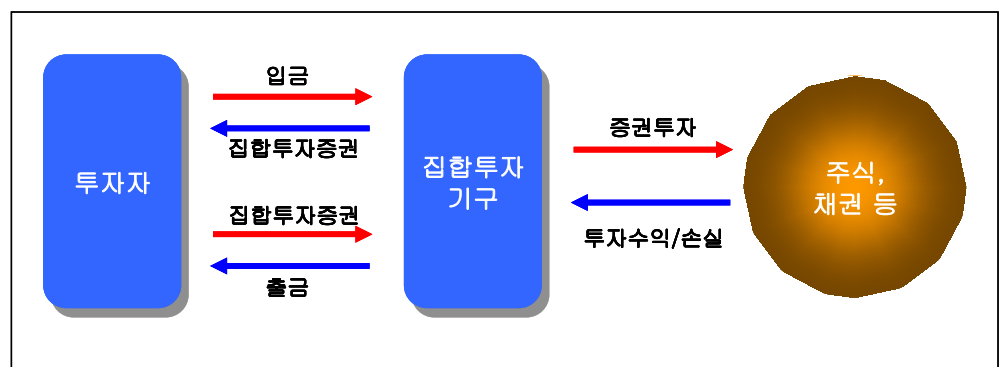 투자자
입금
집합투자증권
집합투자증권
출금
집합투자
기구
증권투자
투자수익/손실
주식,
채권 등